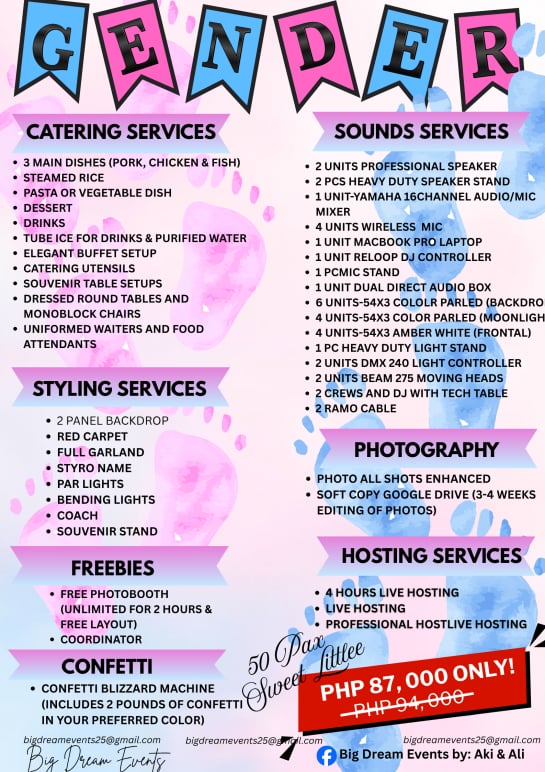 GENDER
CATERING SERVICES
• 3 MAIN DISHES (PORK, CHICKEN & FISH)
• STEAMED RICE
• PASTA OR VEGETABLE DISH
• DESSERT
• DRINKS
• TUBE ICE FOR DRINKS & PURIFIED WATER
• ELEGANT BUFFET SETUP
• CATERING UTENSILS
• SOUVENIR TABLE SETUPS
• DRESSED ROUND TABLES AND
MONOBLOCK CHAIRS
• UNIFORMED WAITERS AND FOOD
ATTENDANTS
STYLING SERVICES
• 2 PANEL BACKDROP
• RED CARPET
• FULL GARLAND
• STYRO NAME
• PAR LIGHTS
• BENDING LIGHTS
• COACH
• SOUVENIR STAND
FREEBIES
• FREE PHOTOBOOTH
(UNLIMITED FOR 2 HOURS &
FREE LAYOUT)
• COORDINATOR
CONFETTI
• CONFETTI BLIZZARD MACHINE
(INCLUDES 2 POUNDS OF CONFETTI
IN YOUR PREFERRED COLOR)
SOUNDS SERVICES
• 2 UNITS PROFESSIONAL SPEAKER
• 2 PCS HEAVY DUTY SPEAKER STAND
• 1 UNIT-YAMAHA 16CHANNEL AUDIO/MIC
MIXER
• 4 UNITS WIRELESS MIC
• 1 UNIT MACBOOK PRO LAPTOP
• 1 UNIT RELOOP DJ CONTROLLER
• 1 PCMIC STAND
• 1 UNIT DUAL DIRECT AUDIO BOX
• 6 UNITS-54X3 COLOLR PARLED (BACKDRO
• 4 UNITS-54X3 COLOR PARLED (MOONLIGH
• 4 UNITS-54X3 AMBER WHITE (FRONTAL)
• 1 PC HEAVY DUTY LIGHT STAND
• 2 UNITS DMX 240 LIGHT CONTROLLER
• 2 UNITS BEAM 275 MOVING HEADS
• 2 CREWS AND DJ WITH TECH TABLE
• 2 RAMO CABLE
PHOTOGRAPHY
• PHOTO ALL SHOTS ENHANCED
• SOFT COPY GOOGLE DRIVE (3-4 WEEKS
EDITING OF PHOTOS)
HOSTING SERVICES
• 4 HOURS LIVE HOSTING
• LIVE HOSTING
• PROFESSIONAL HOSTLIVE HOSTING
50 Pax
Sweet Littlee
PHP 87, 000 ONLY!
PHP 94, 000
bigdreamevents25@gmail.com bigdreamevents25@gmail.com bigdreamevents25@gmail.com
Big Dream Events
Big Dream Events by: Aki & Ali